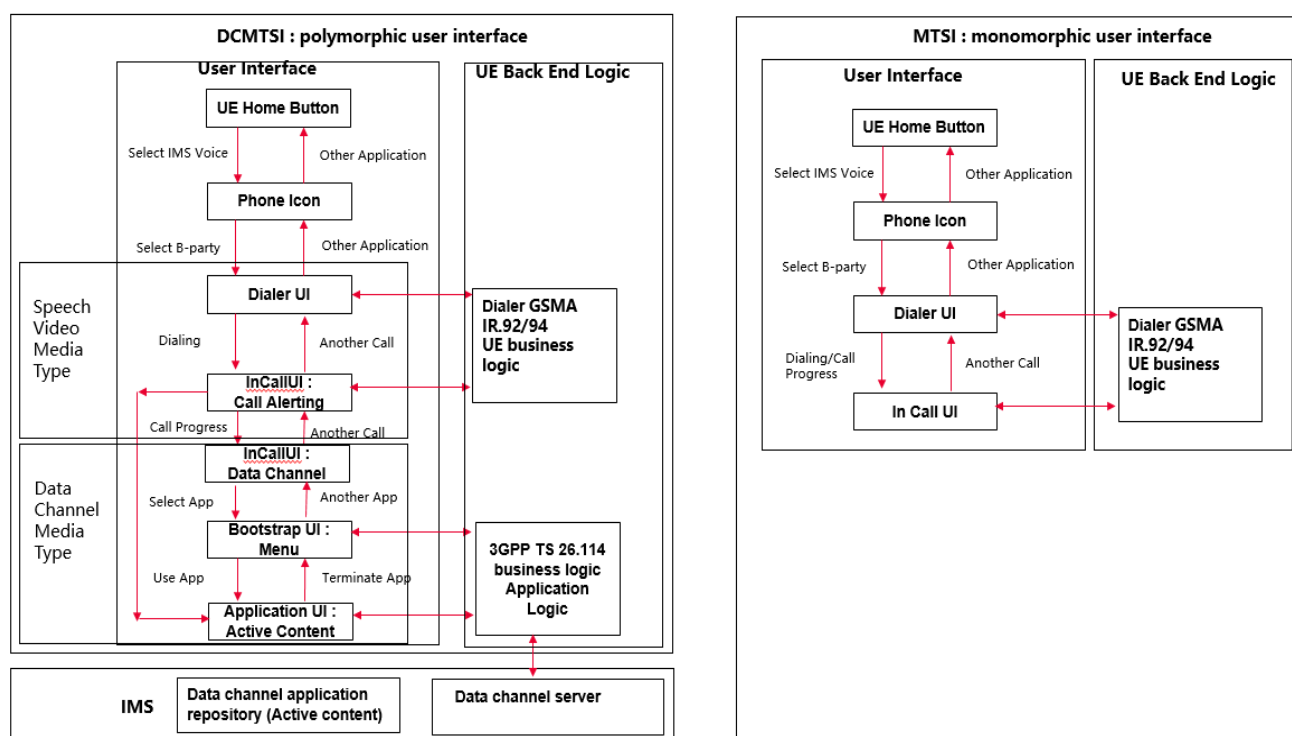 DCMTSI : polymorphic user interface
User Interface
UE Back End Logic
UE Home Button
Select IMS Voice
Other Application
Phone Icon
Select B-party
Other Application
Speech
Video
Media
Type
Dialer UI
Dialing
Another Call
InCallUI :
Call Alerting
Call Progress
Another Call
Dialer GSMA
IR.92/94
UE business
logic
Data
Channel
Media
Type
InCallUI :
Data Channel
Select App
Another App
Bootstrap UI :
Menu
Use App
Terminate App
Application UI :
Active Content
3GPP TS 26.114
business logic
Application
Logic
IMS
Data channel application
repository (Active content)
Data channel server
MTSI : monomorphic user interface
User Interface
UE Back End Logic
UE Home Button
Select IMS Voice
Other Application
Phone Icon
Select B-party
Other Application
Dialer UI
Dialing/Call
Progress
Another Call
In Call UI
Dialer GSMA
IR.92/94
UE business
logic